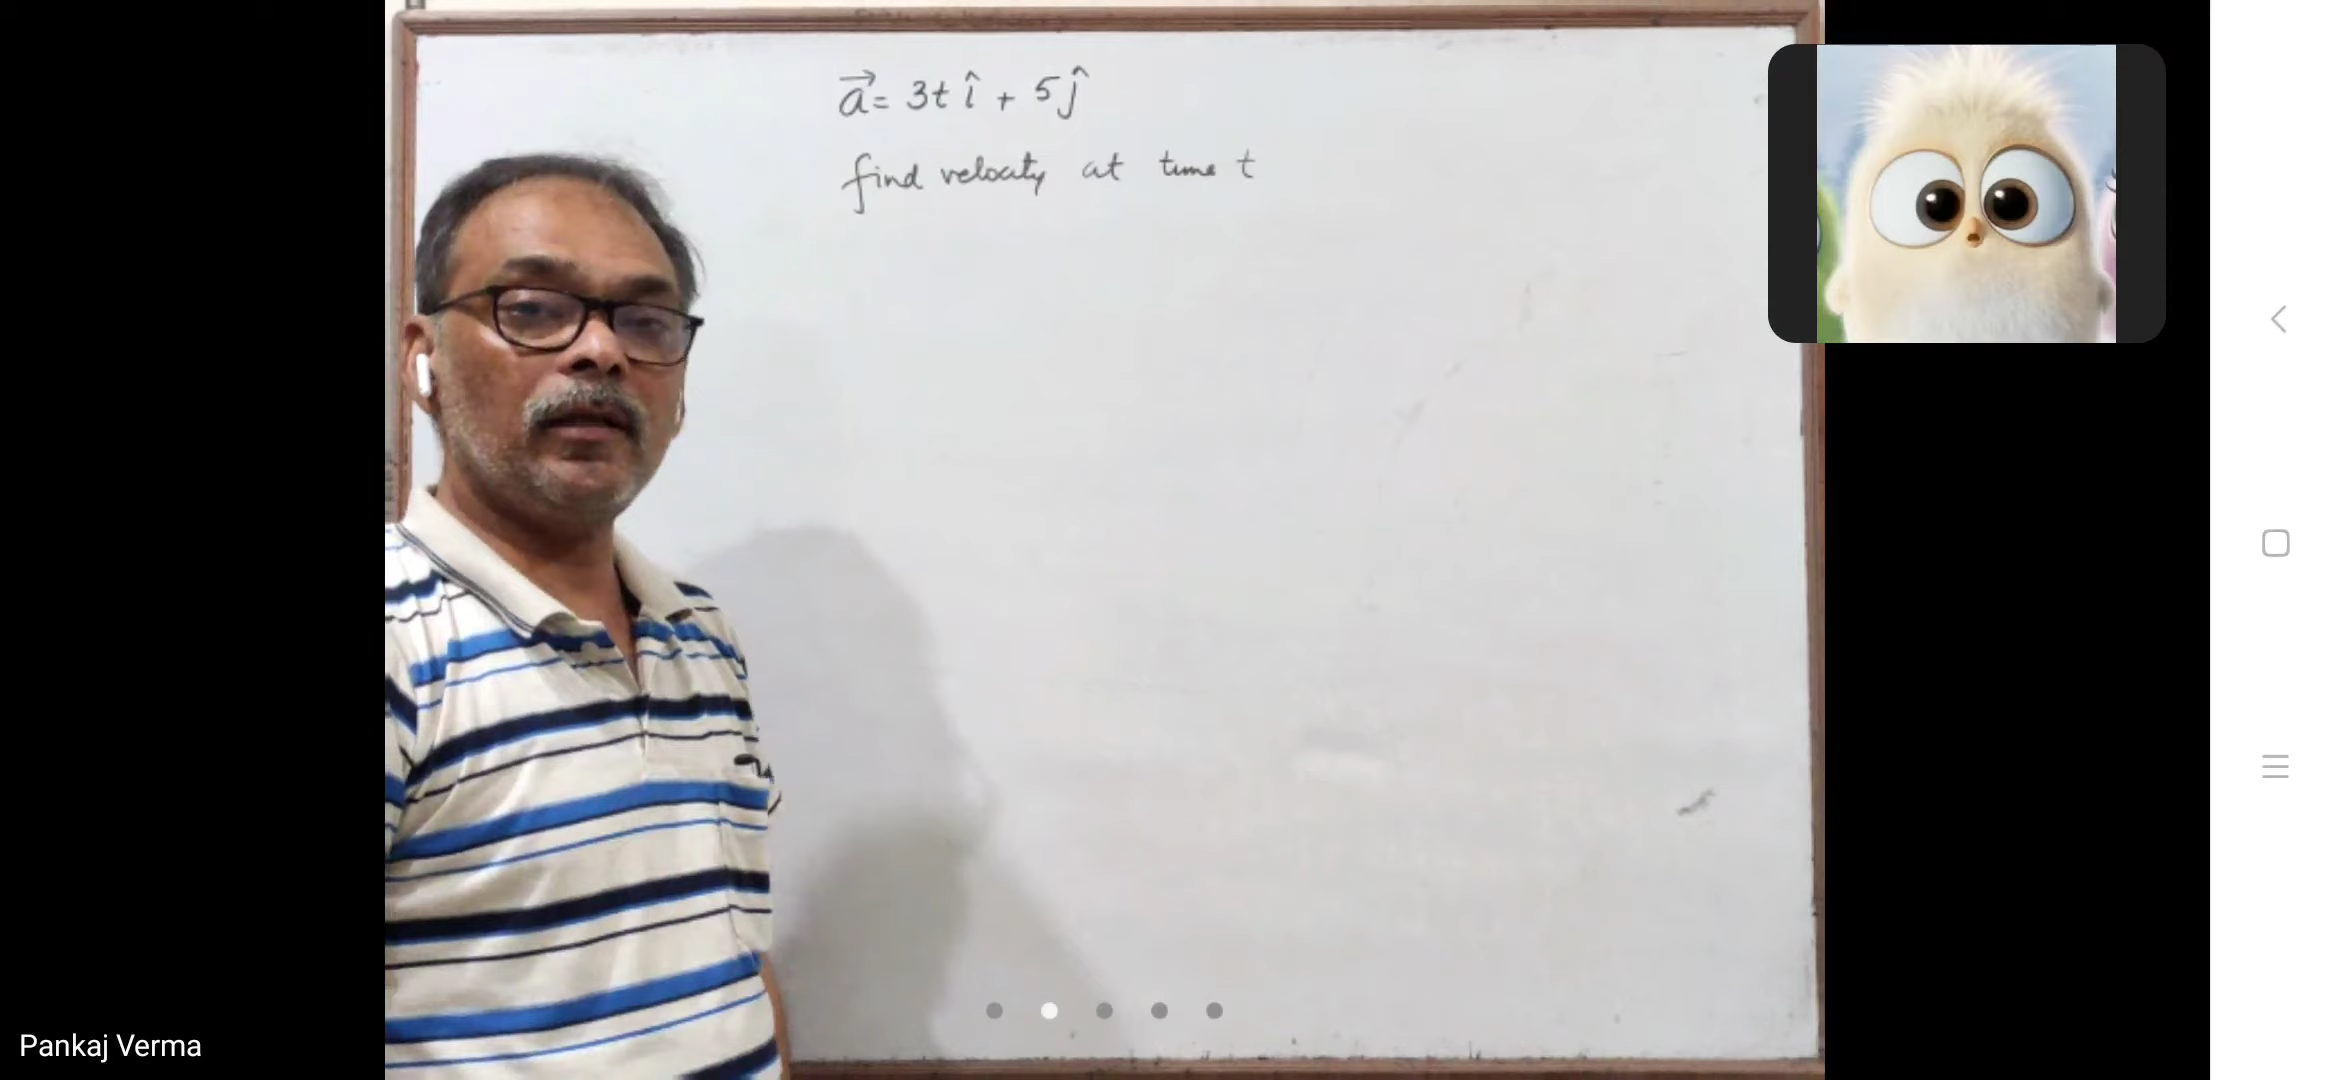 a⃗ = 3t î + 5ĵ
find velocity at time t
Pankaj Verma